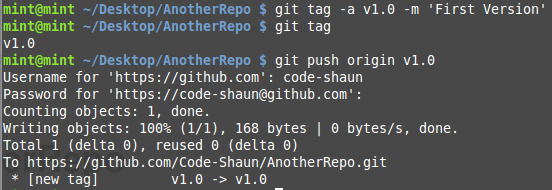 mint@mint ~/Desktop/AnotherRepo $ git tag -a v1.0 -m 'First Version'
mint@mint ~/Desktop/AnotherRepo $ git tag
v1.0
mint@mint ~/Desktop/AnotherRepo $ git push origin v1.0
Username for 'https://github.com': code-shaun
Password for 'https://code-shaun@github.com':
Counting objects: 1, done.
Writing objects: 100% (1/1), 168 bytes | 0 bytes/s, done.
Total 1 (delta 0), reused 0 (delta 0)
To https://github.com/Code-Shaun/AnotherRepo.git
 * [new tag]         v1.0 -> v1.0